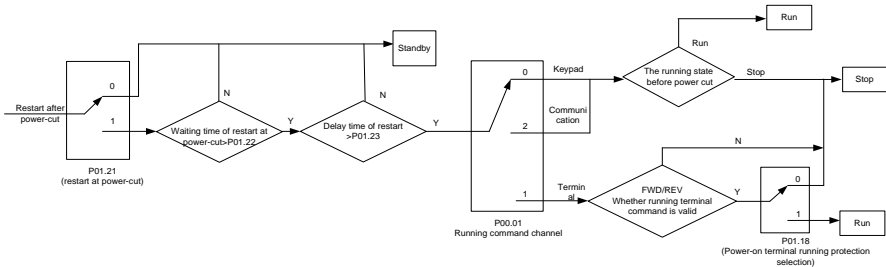 Restart after
power-cut
0
1
P01.21
(restart at power-cut)
N
Waiting time of restart at
power-cut>P01.22
Y
N
Delay time of restart
>P01.23
Y
Standby
0
2
1
P00.01
Running command channel
Keypad
Communi
cation
Termin
al
Run
Run
The running state
before power cut
Stop
Stop
N
FWD/REV
Whether running terminal
command is valid
Y
0
1
P01.18
(Power-on terminal running protection
selection)
Run